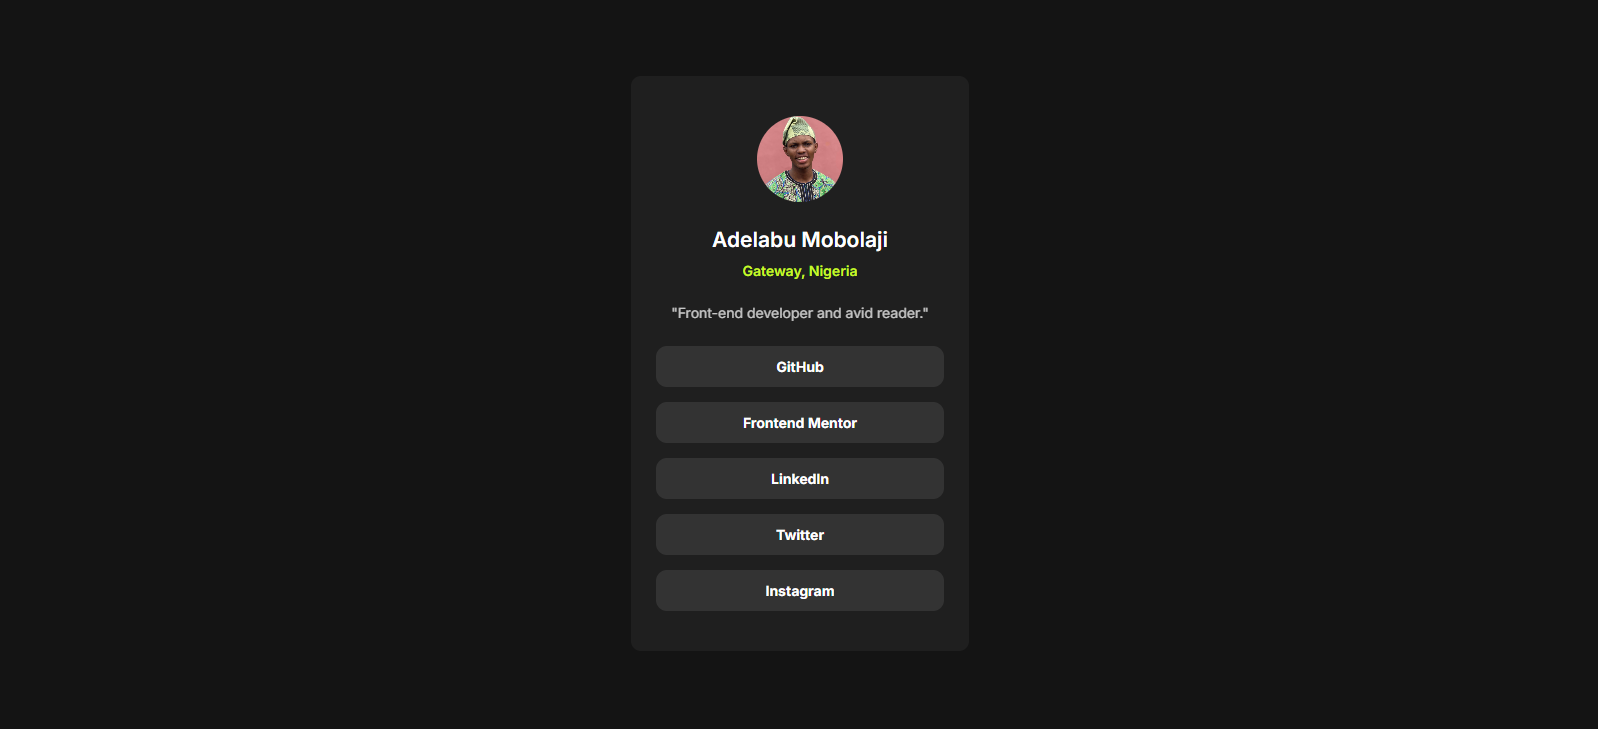 Adelabu Mobolaji
Gateway, Nigeria
"Front-end developer and avid reader."
GitHub
Frontend Mentor
LinkedIn
Twitter
Instagram